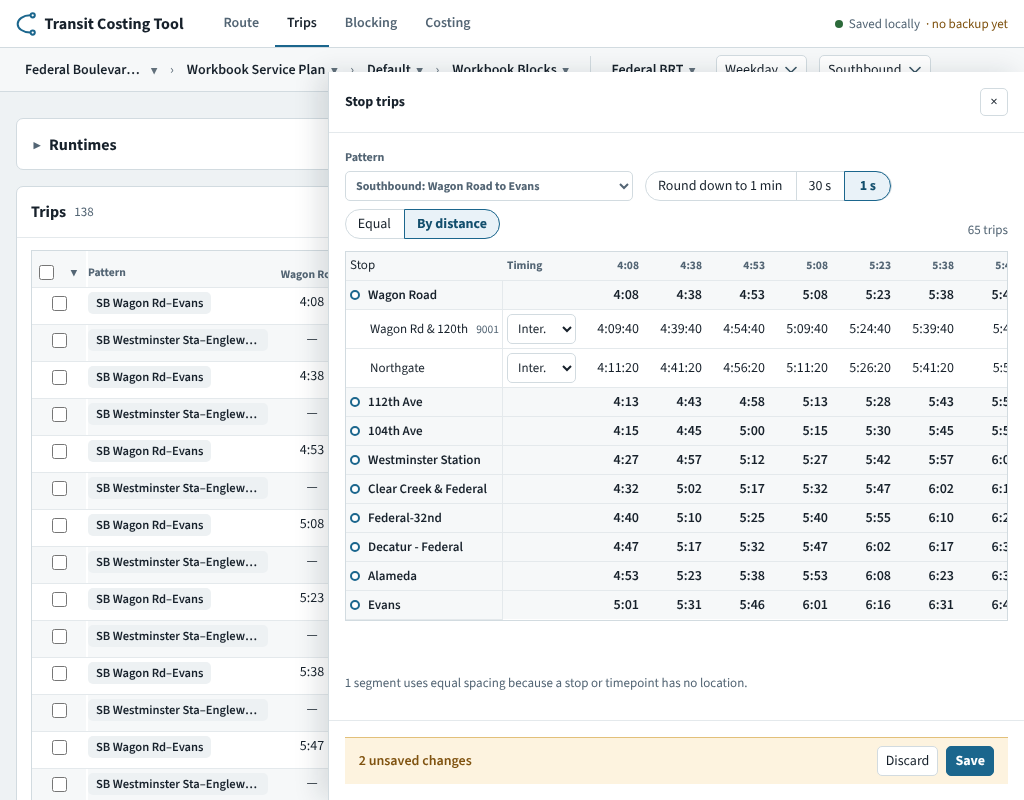 Transit Costing Tool Route Trips Blocking Costing Saved locally · no backup yet
Federal Boulevar… ▾ › Workbook Service Plan ▾ › Default ▾ › Workbook Blocks ▾ Federal BRT ▾ Weekday Southbound
Stop trips ×
▸ Runtimes
Trips 138
▼ Pattern Wagon Rd
SB Wagon Rd–Evans 4:08
SB Westminster Sta–Englew… —
SB Wagon Rd–Evans 4:38
SB Westminster Sta–Englew… —
SB Wagon Rd–Evans 4:53
SB Westminster Sta–Englew… —
SB Wagon Rd–Evans 5:08
SB Westminster Sta–Englew… —
SB Wagon Rd–Evans 5:23
SB Westminster Sta–Englew… —
SB Wagon Rd–Evans 5:38
SB Westminster Sta–Englew… —
SB Wagon Rd–Evans 5:47
SB Westminster Sta–Englew… —
Pattern
Southbound: Wagon Road to Evans Round down to 1 min 30 s 1 s
Equal By distance 65 trips
Stop Timing 4:08 4:38 4:53 5:08 5:23 5:38
Wagon Road 4:08 4:38 4:53 5:08 5:23 5:38
Wagon Rd & 120th 9001 Inter. 4:09:40 4:39:40 4:54:40 5:09:40 5:24:40 5:39:40
Northgate Inter. 4:11:20 4:41:20 4:56:20 5:11:20 5:26:20 5:41:20
112th Ave 4:13 4:43 4:58 5:13 5:28 5:43
104th Ave 4:15 4:45 5:00 5:15 5:30 5:45
Westminster Station 4:27 4:57 5:12 5:27 5:42 5:57
Clear Creek & Federal 4:32 5:02 5:17 5:32 5:47 6:02
Federal-32nd 4:40 5:10 5:25 5:40 5:55 6:10
Decatur - Federal 4:47 5:17 5:32 5:47 6:02 6:17
Alameda 4:53 5:23 5:38 5:53 6:08 6:23
Evans 5:01 5:31 5:46 6:01 6:16 6:31
1 segment uses equal spacing because a stop or timepoint has no location.
2 unsaved changes Discard Save